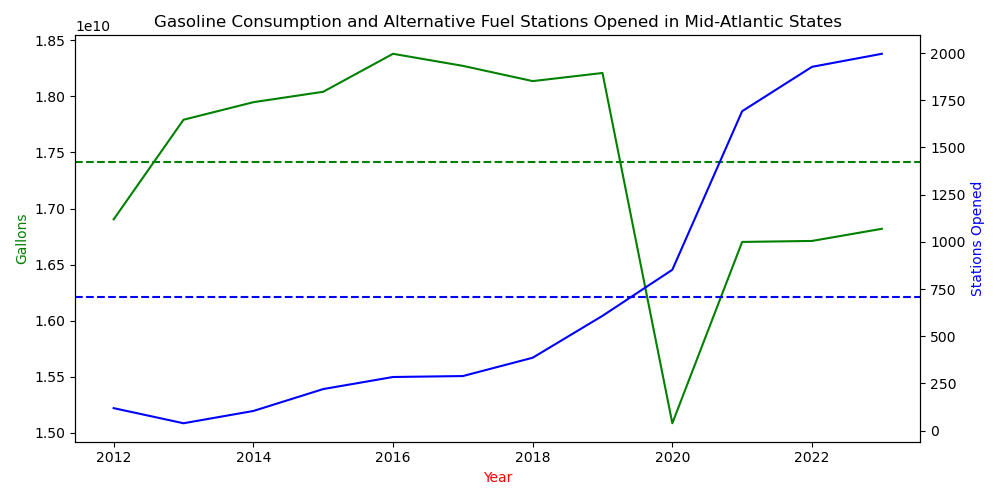 Gasoline Consumption and Alternative Fuel Stations Opened in Mid-Atlantic States
1e10
1.85
1.80
1.75
1.70
1.65
1.60
1.55
1.50
Gallons
2000
1750
1500
1250
1000
750
500
250
0
Stations Opened
2012 2014 2016 2018 2020 2022
Year